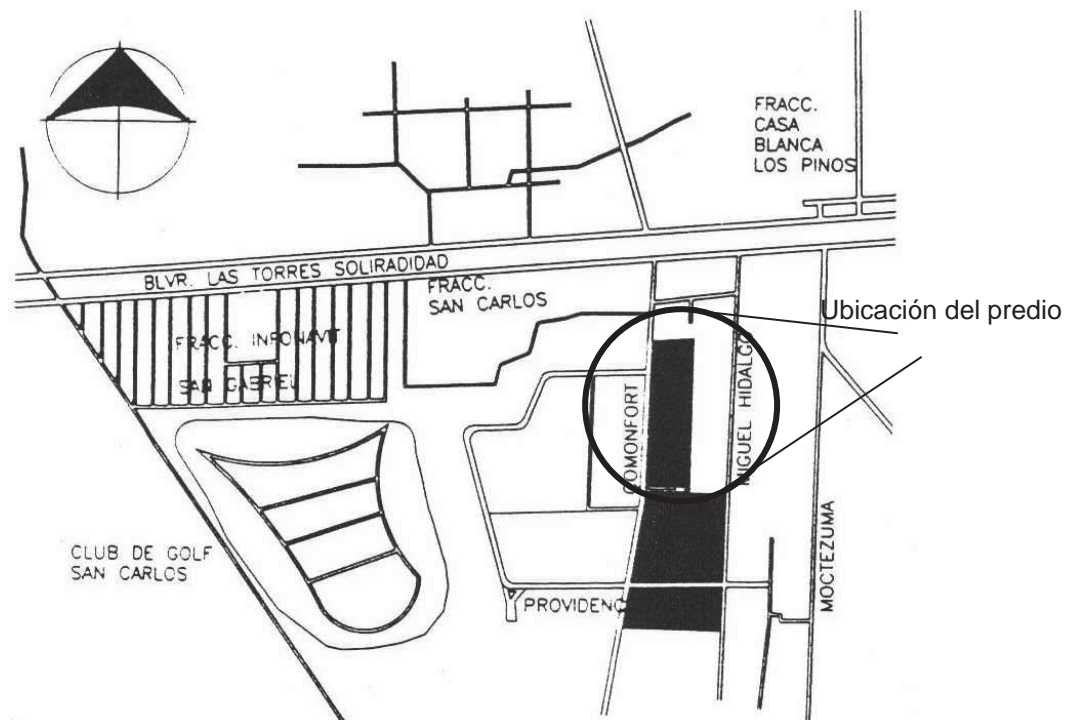 FRACC.
CASA
BLANCA
LOS PINOS
BLVR. LAS TORRES SOLIRADIDAD
FRACC.
SAN CARLOS
Ubicación del predio
FRACC. INFONAVIT
SAN GABRIEL
COMONFORT
MIGUEL HIDALGO
MOCTEZUMA
CLUB DE GOLF
SAN CARLOS
PROVIDENC